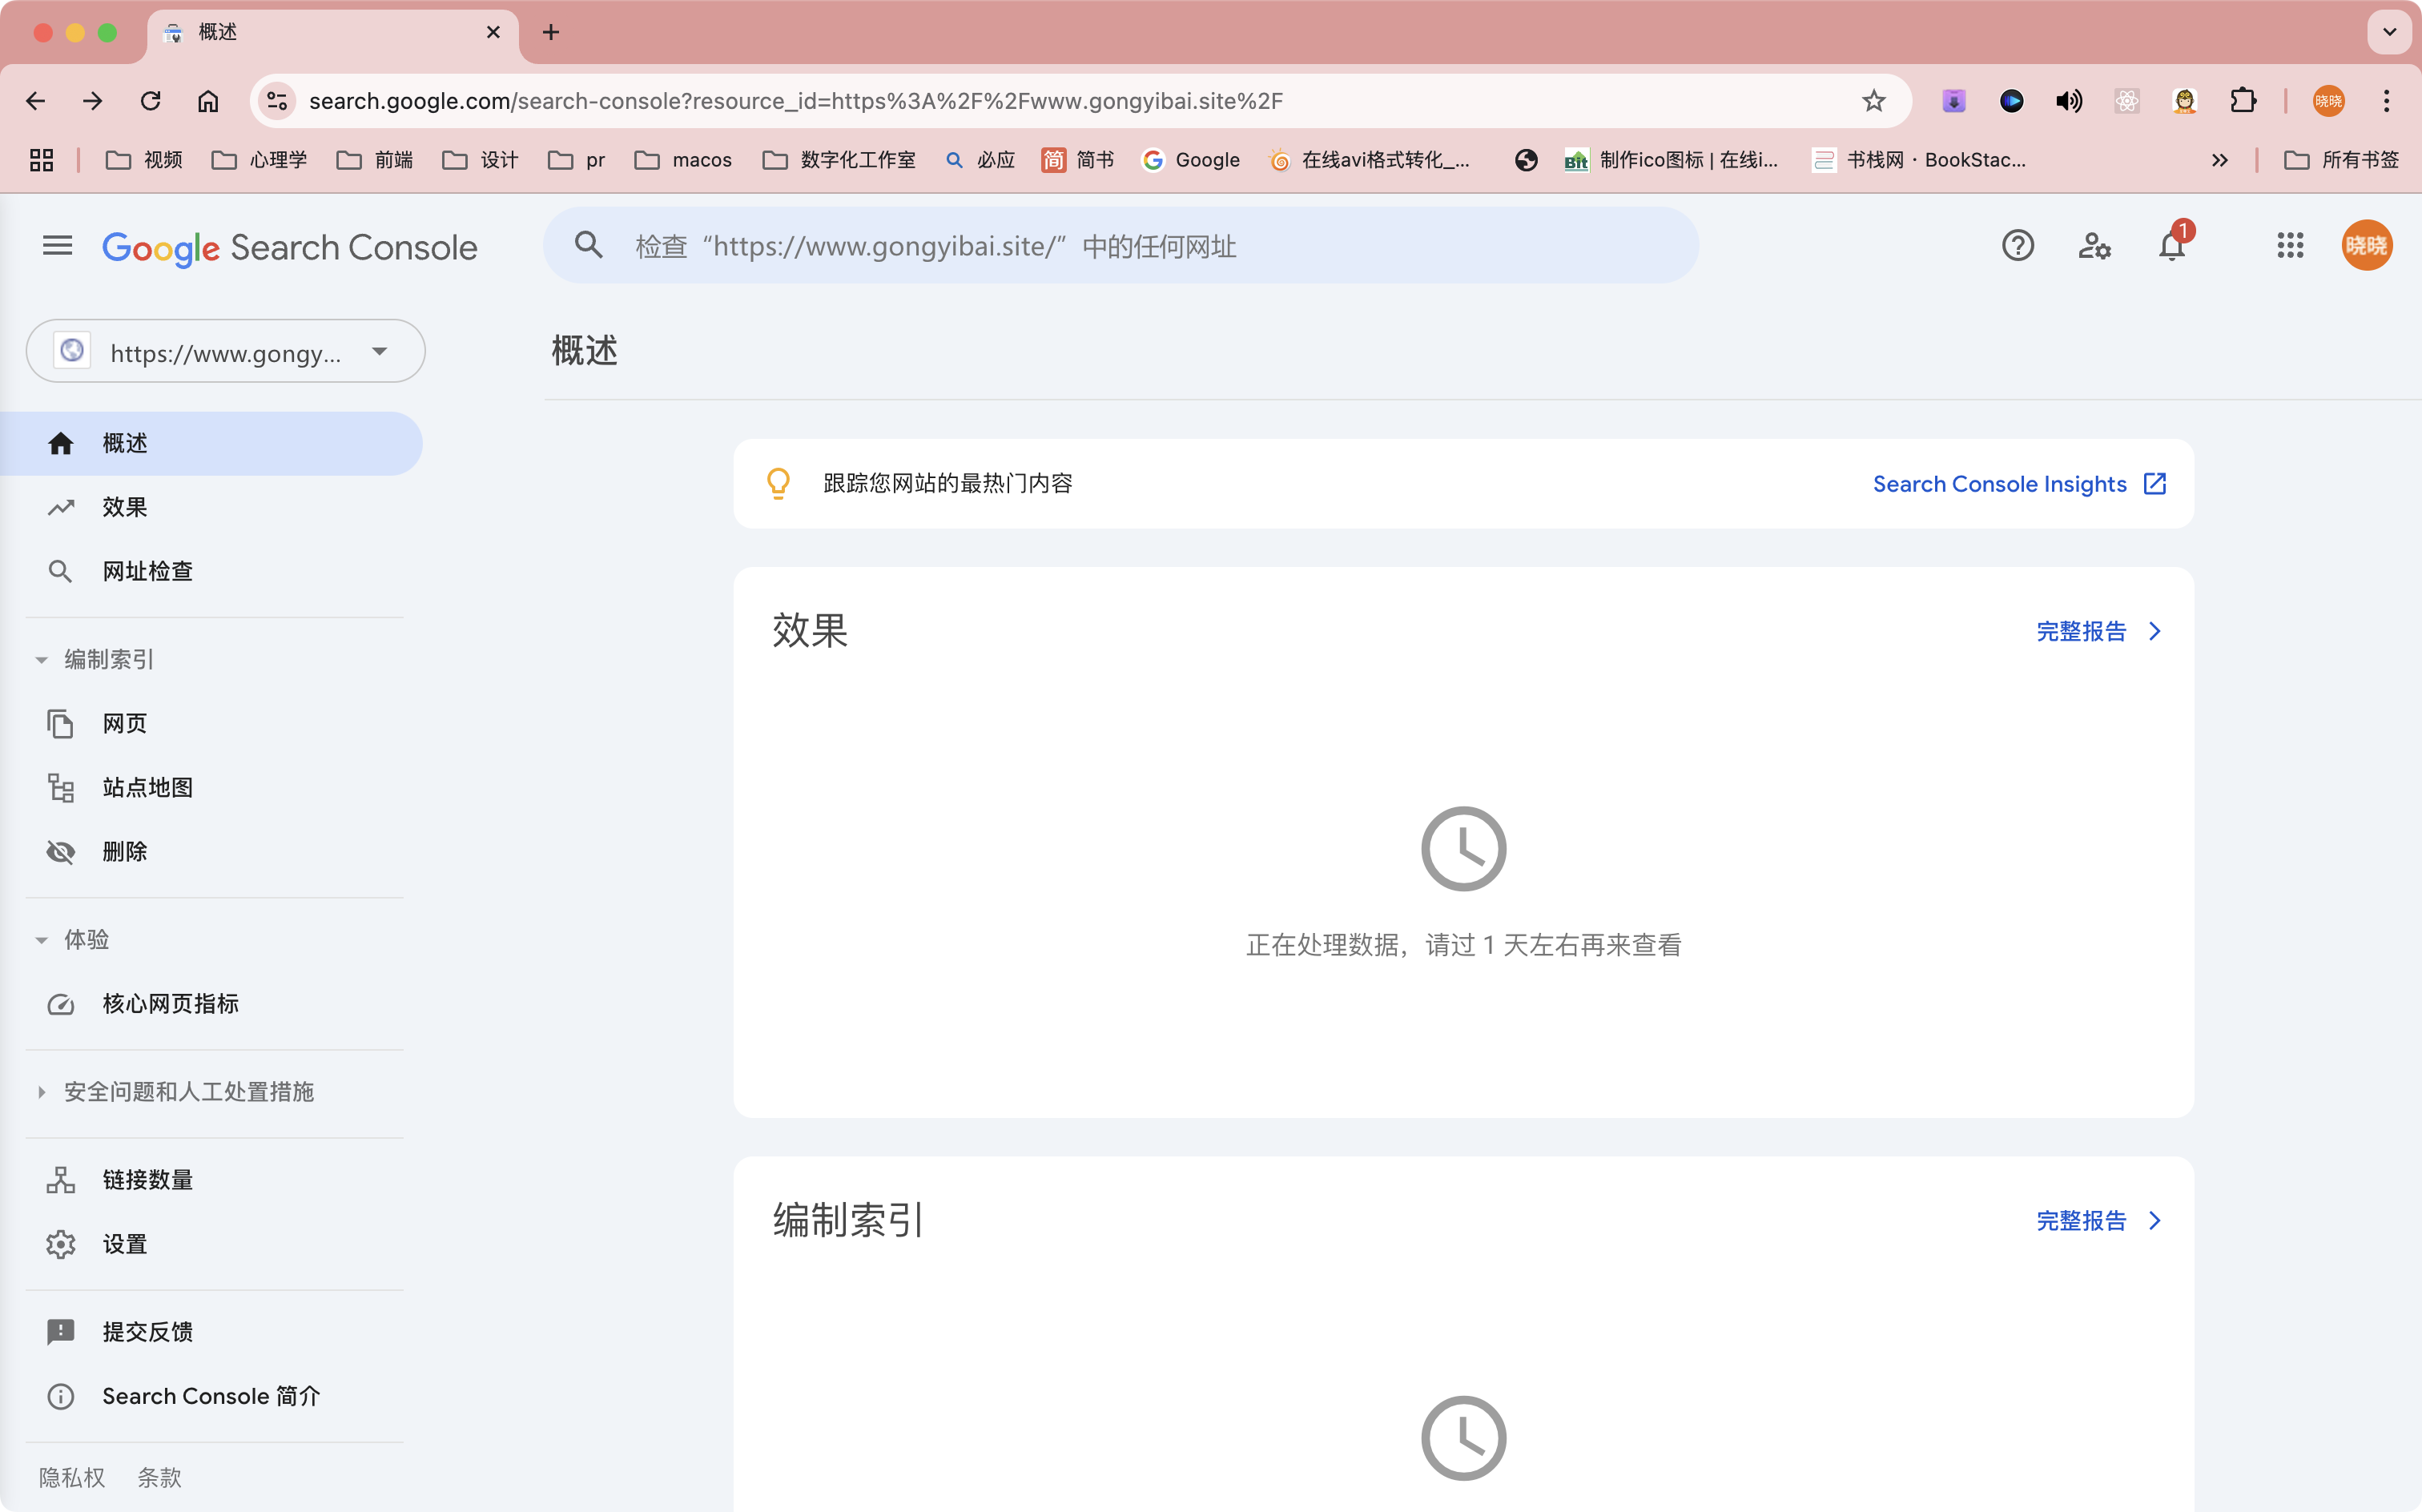 概述
search.google.com/search-console?resource_id=https%3A%2F%2Fwww.gongyibai.site%2F
晓晓
视频 心理学 前端 设计 pr macos 数字化工作室 必应 简 简书 Google 在线avi格式转化_... Bit 制作ico图标 | 在线i... 书栈网 · BookStac... 所有书签
Google Search Console
检查“https://www.gongyibai.site/”中的任何网址
1
晓晓
https://www.gongy...
概述
概述
效果
网址检查
编制索引
网页
站点地图
删除
体验
核心网页指标
安全问题和人工处置措施
链接数量
设置
提交反馈
Search Console 简介
隐私权 条款
跟踪您网站的最热门内容
Search Console Insights
效果
完整报告
正在处理数据，请过 1 天左右再来查看
编制索引
完整报告